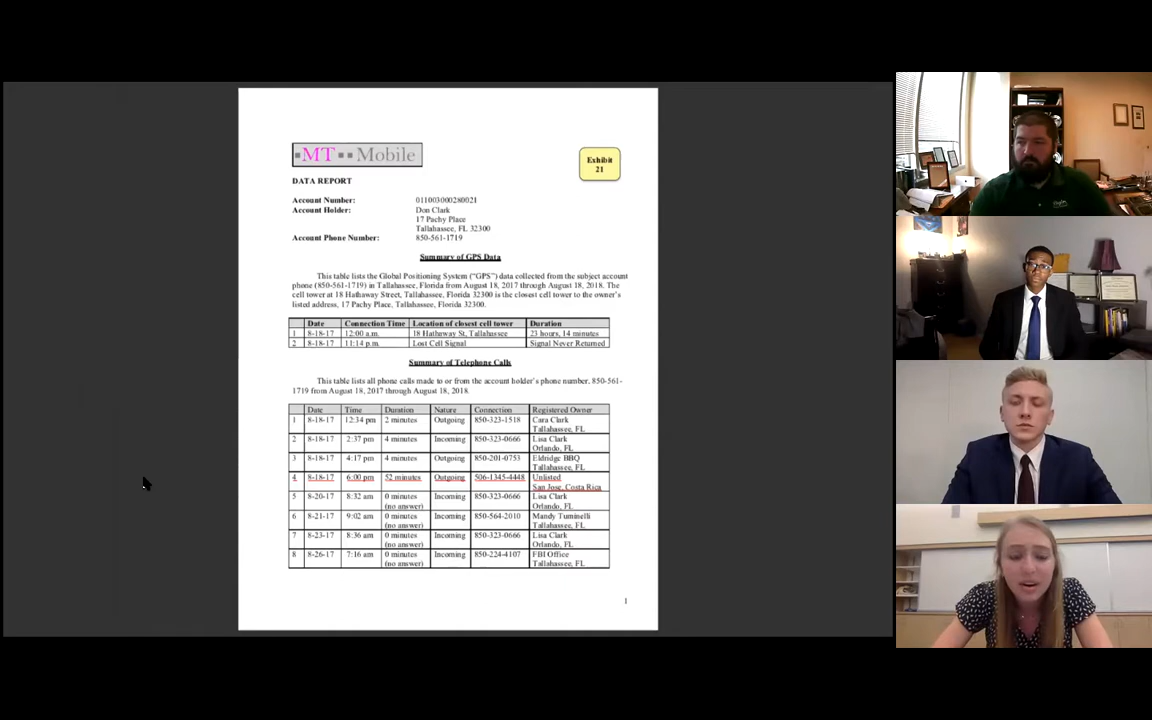 MT Mobile
Exhibit
21
DATA REPORT
Account Number: 011003000280021
Account Holder: Don Clark
17 Pachy Place
Tallahassee, FL 32300
Account Phone Number: 850-561-1719
Summary of GPS Data
This table lists the Global Positioning System ("GPS") data collected from the subject account
phone (850-561-1719) in Tallahassee, Florida from August 18, 2017 through August 18, 2018. The
cell tower at 18 Hathaway Street, Tallahassee, Florida 32300 is the closest cell tower to the owner's
listed address, 17 Pachy Place, Tallahassee, Florida 32300.
Date Connection Time Location of closest cell tower Duration
1 8-18-17 12:00 a.m. 18 Hathaway St, Tallahassee 23 hours, 14 minutes
2 8-18-17 11:14 p.m. Lost Cell Signal Signal Never Returned
Summary of Telephone Calls
This table lists all phone calls made to or from the account holder's phone number, 850-561-
1719 from August 18, 2017 through August 18, 2018.
Date Time Duration Nature Connection Registered Owner
1 8-18-17 12:34 pm 2 minutes Outgoing 850-323-1518 Cara Clark
Tallahassee, FL
2 8-18-17 2:37 pm 4 minutes Incoming 850-323-0666 Lisa Clark
Orlando, FL
3 8-18-17 4:17 pm 4 minutes Outgoing 850-201-0753 Eldridge BBQ
Tallahassee, FL
4 8-18-17 6:00 pm 52 minutes Outgoing 506-1345-4448 Unlisted
San Jose, Costa Rica
5 8-20-17 8:32 am 0 minutes Incoming 850-323-0666 Lisa Clark
(no answer) Orlando, FL
6 8-21-17 9:02 am 0 minutes Incoming 850-564-2010 Mandy Tuminelli
(no answer) Tallahassee, FL
7 8-23-17 8:36 am 0 minutes Incoming 850-323-0666 Lisa Clark
(no answer) Orlando, FL
8 8-26-17 7:16 am 0 minutes Incoming 850-224-4107 FBI Office
(no answer) Tallahassee, FL
1